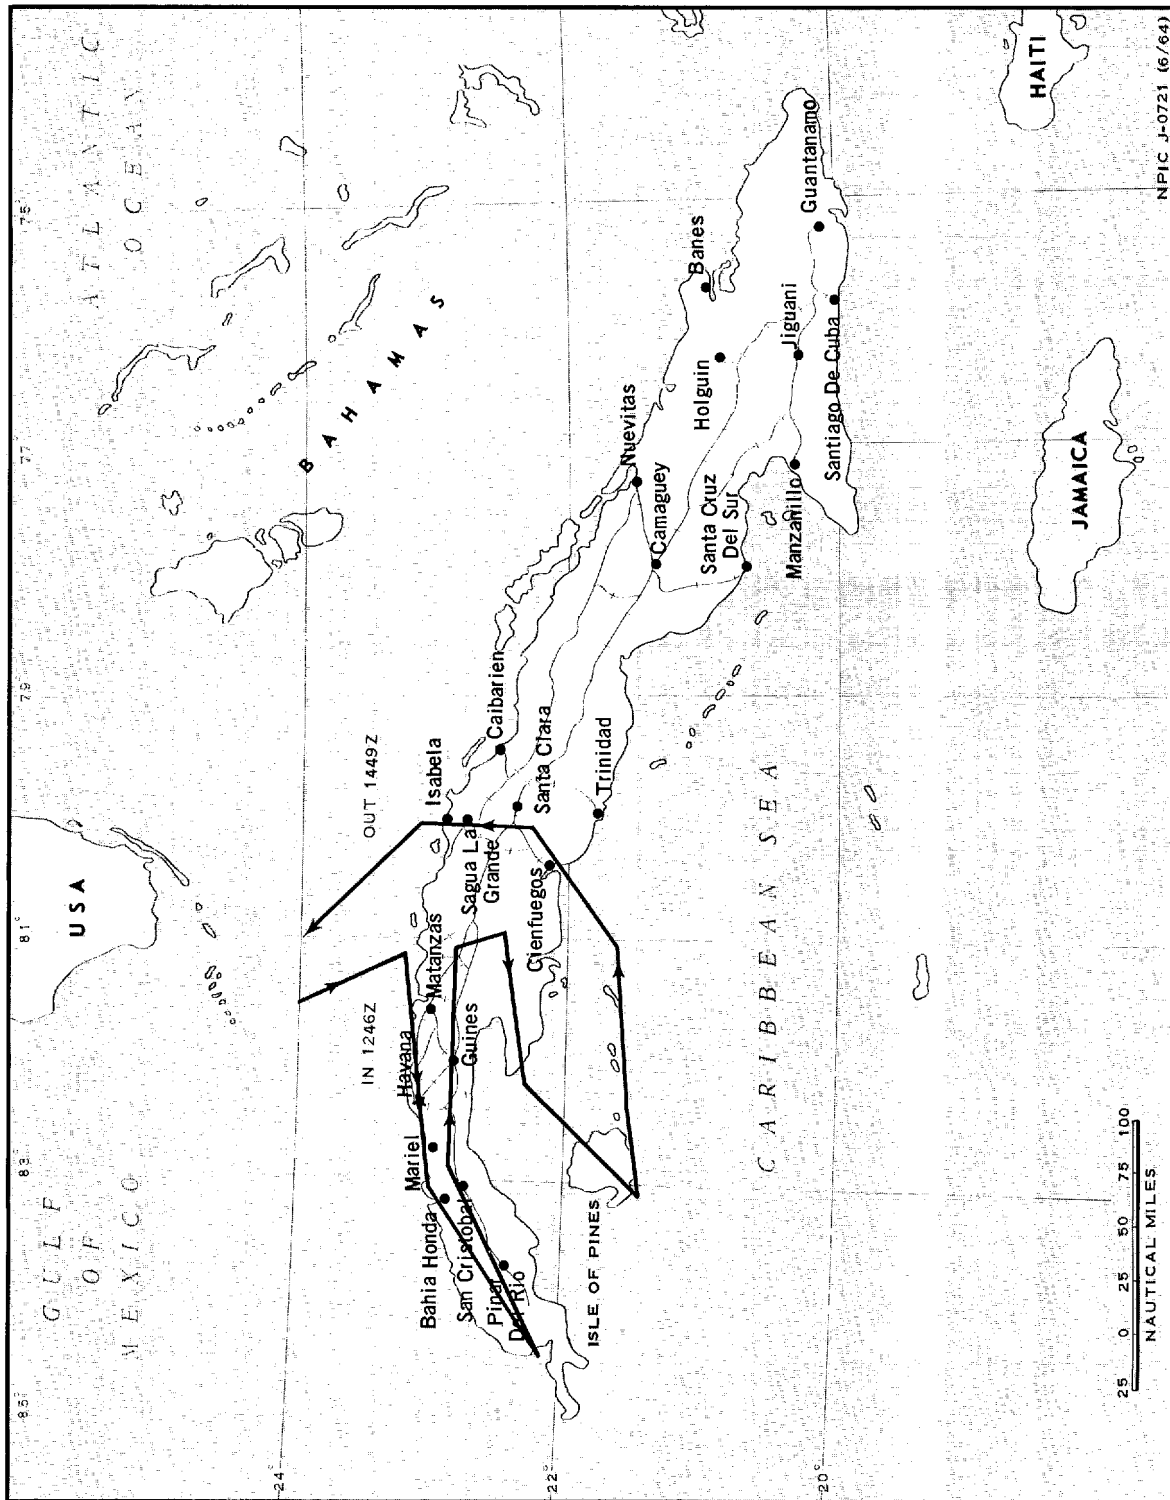 85°
83°
81°
79
77
75
GULF
OF
MEXICO
USA
ATLANTIC
OCEAN
BAHAMAS
24°
22°
20°
IN 1246Z
OUT 1449Z
Havana
Matanzas
Mariel
Bahia Honda
San Cristobal
Pinar
Del Rio
Guines
Isabela
Sagua La
Grande
Caibarien
Santa Clara
Cienfuegos
Trinidad
Nuevitas
Camaguey
Santa Cruz
Del Sur
Holguin
Banes
Manzanillo
Jiguani
Santiago De Cuba
Guantanamo
ISLE OF PINES
CARIBBEAN SEA
JAMAICA
HAITI
25 0 25 50 75 100
NAUTICAL MILES
NPIC J-0721 (6/64)